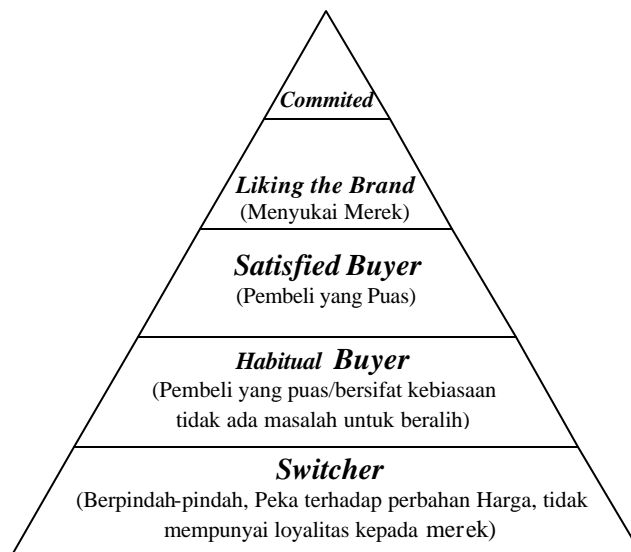 Commited
Liking the Brand
(Menyukai Merek)
Satisfied Buyer
(Pembeli yang Puas)
Habitual Buyer
(Pembeli yang puas/bersifat kebiasaan
tidak ada masalah untuk beralih)
Switcher
(Berpindah-pindah, Peka terhadap perbahan Harga, tidak
mempunyai loyalitas kepada merek)